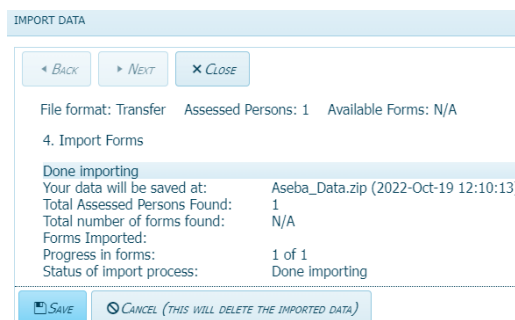 IMPORT DATA
BACK NEXT CLOSE
File format: Transfer Assessed Persons: 1 Available Forms: N/A
4. Import Forms
Done importing
Your data will be saved at: Aseba_Data.zip (2022-Oct-19 12:10:13)
Total Assessed Persons Found: 1
Total number of forms found: N/A
Forms Imported:
Progress in forms: 1 of 1
Status of import process: Done importing
SAVE CANCEL (THIS WILL DELETE THE IMPORTED DATA)